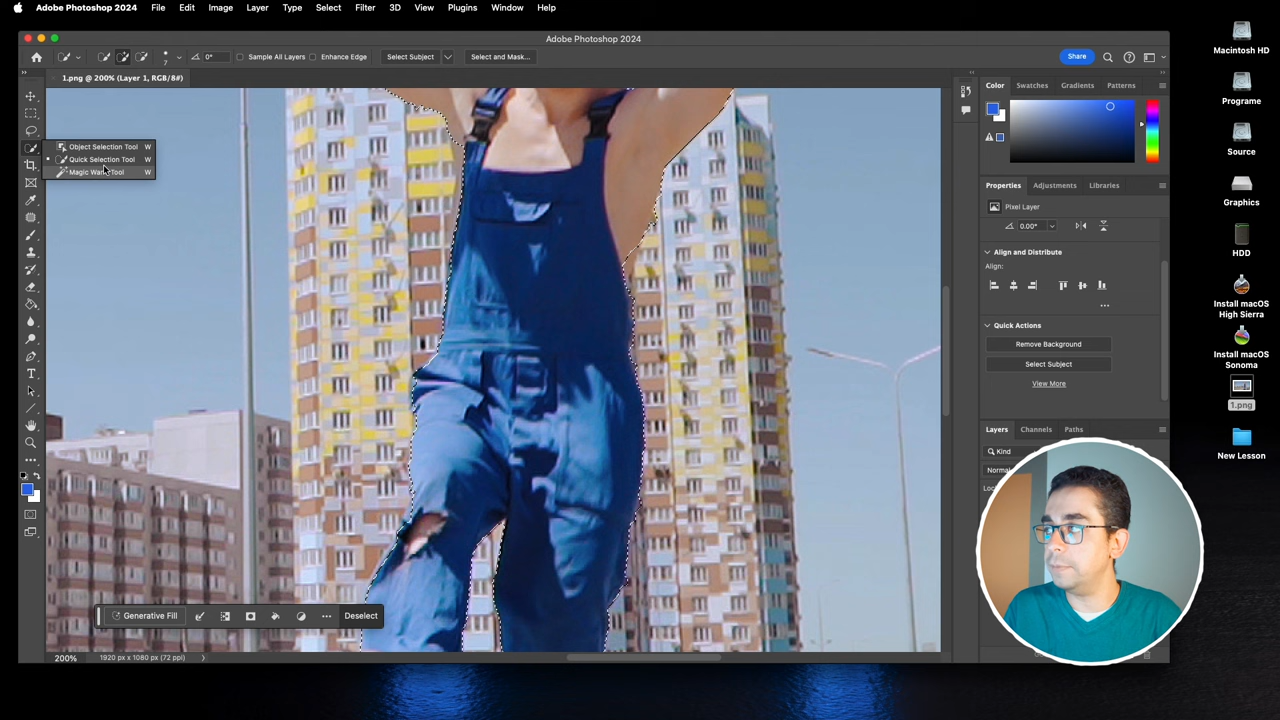 Adobe Photoshop 2024 File Edit Image Layer Type Select Filter 3D View Plugins Window Help
Adobe Photoshop 2024
7 0° Sample All Layers Enhance Edge Select Subject Select and Mask... Share
1.png @ 200% (Layer 1, RGB/8#)
Object Selection Tool W
Quick Selection Tool W
Magic Wand Tool W
Generative Fill Deselect
200% 1920 px x 1080 px (72 ppi)
Color Swatches Gradients Patterns
Properties Adjustments Libraries
Pixel Layer
0.00°
Align and Distribute
Align:
Quick Actions
Remove Background
Select Subject
View More
Layers Channels Paths
Kind
Normal
Macintosh HD
Programe
Source
Graphics
HDD
Install macOS
High Sierra
Install macOS
Sonoma
1.png
New Lesson